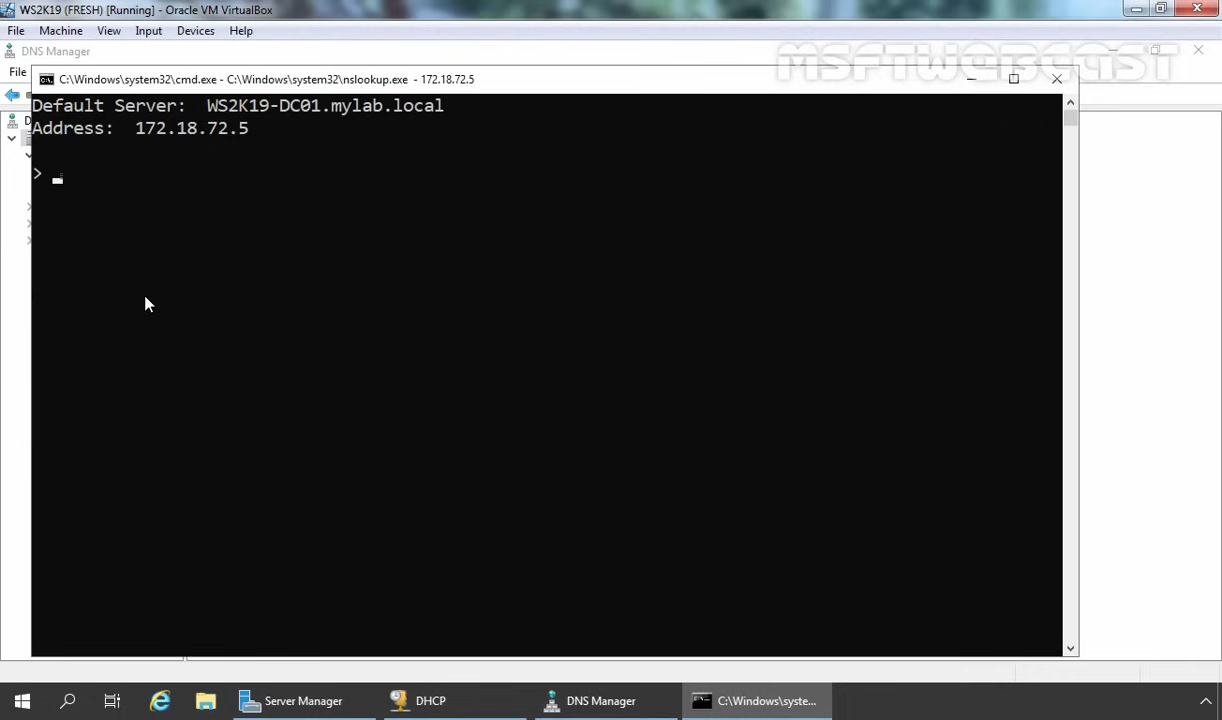 WS2K19 (FRESH) [Running] - Oracle VM VirtualBox
File Machine View Input Devices Help
DNS Manager
MSFTWEBCAST
File
C:\Windows\system32\cmd.exe - C:\Windows\system32\nslookup.exe - 172.18.72.5
Default Server: WS2K19-DC01.mylab.local
Address: 172.18.72.5
D
>
Server Manager
DHCP
DNS Manager
C:\Windows\syste...